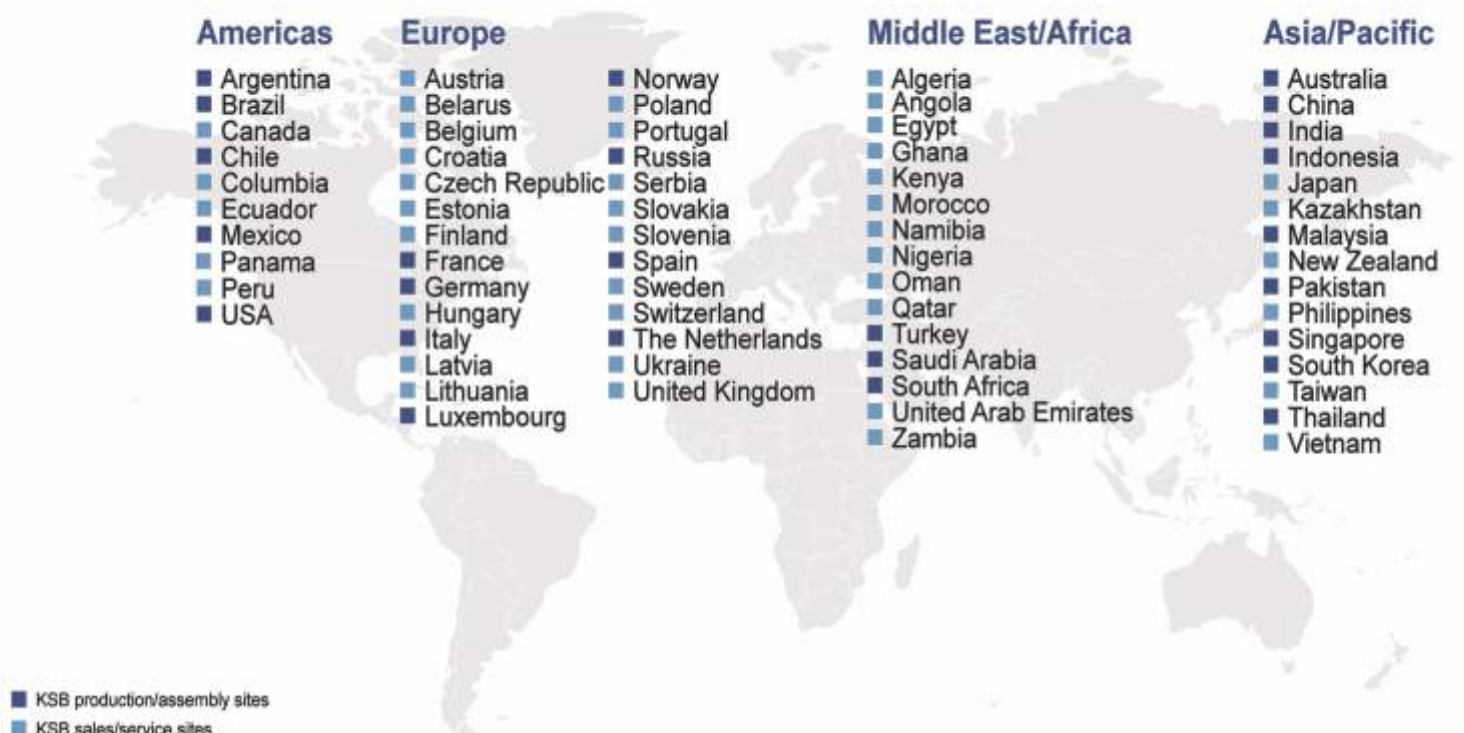 Americas
Argentina
Brazil
Canada
Chile
Columbia
Ecuador
Mexico
Panama
Peru
USA
Europe
Austria
Belarus
Belgium
Croatia
Czech Republic
Estonia
Finland
France
Germany
Hungary
Italy
Latvia
Lithuania
Luxembourg
Norway
Poland
Portugal
Russia
Serbia
Slovakia
Slovenia
Spain
Sweden
Switzerland
The Netherlands
Ukraine
United Kingdom
Middle East/Africa
Algeria
Angola
Egypt
Ghana
Kenya
Morocco
Namibia
Nigeria
Oman
Qatar
Turkey
Saudi Arabia
South Africa
United Arab Emirates
Zambia
Asia/Pacific
Australia
China
India
Indonesia
Japan
Kazakhstan
Malaysia
New Zealand
Pakistan
Philippines
Singapore
South Korea
Taiwan
Thailand
Vietnam
KSB production/assembly sites
KSB sales/service sites